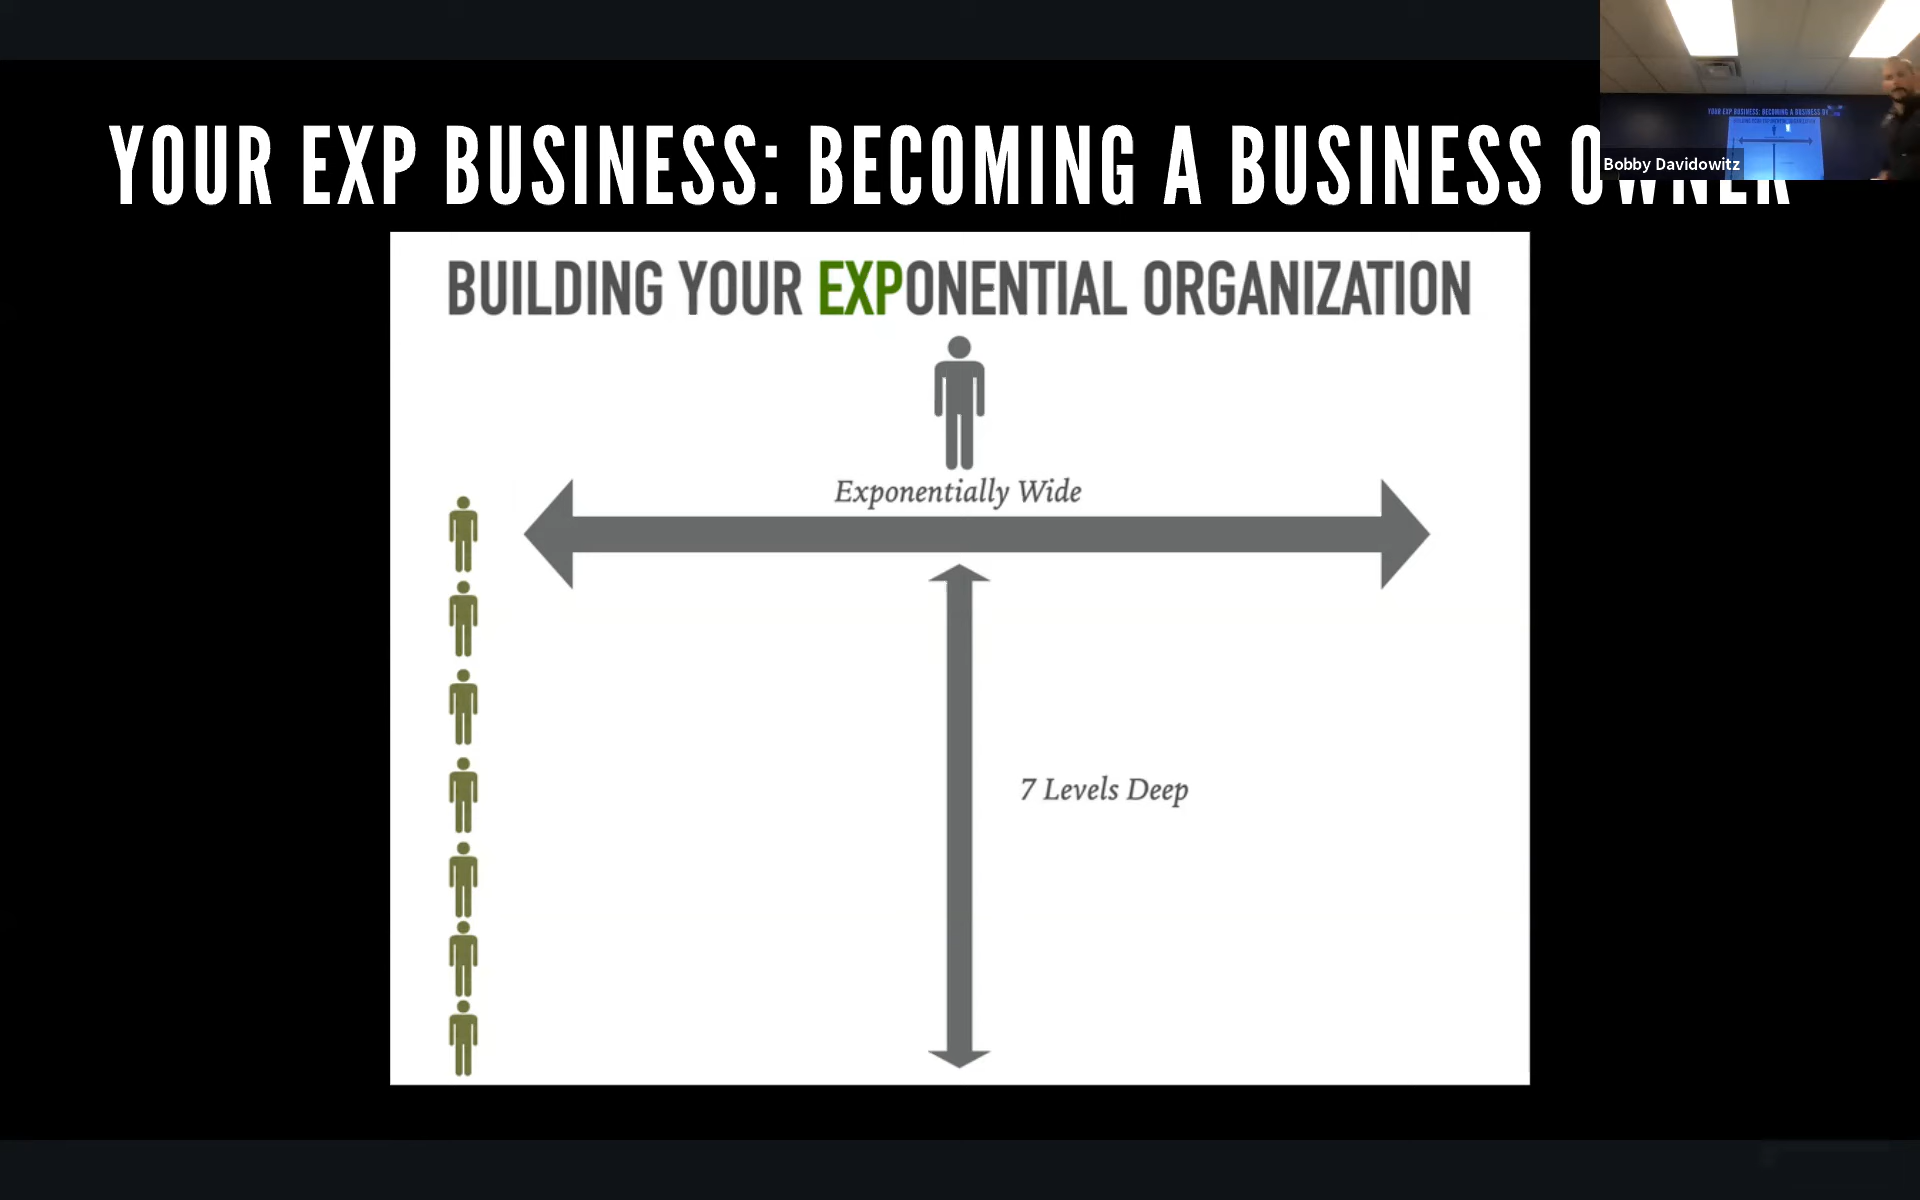 YOUR EXP BUSINESS: BECOMING A BUSINESS OWNER
Bobby Davidowitz
BUILDING YOUR EXPONENTIAL ORGANIZATION
Exponentially Wide
7 Levels Deep